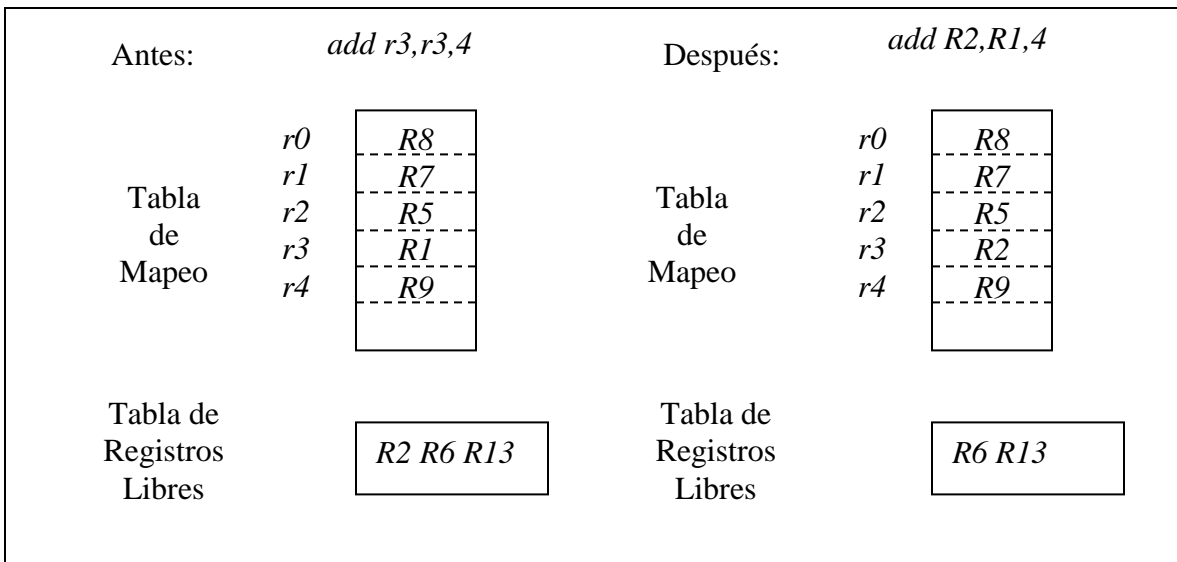 Antes:
add r3,r3,4
Después:
add R2,R1,4
Tabla
de
Mapeo
r0 R8
r1 R7
r2 R5
r3 R1
r4 R9
Tabla
de
Mapeo
r0 R8
r1 R7
r2 R5
r3 R2
r4 R9
Tabla de
Registros
Libres
R2 R6 R13
Tabla de
Registros
Libres
R6 R13